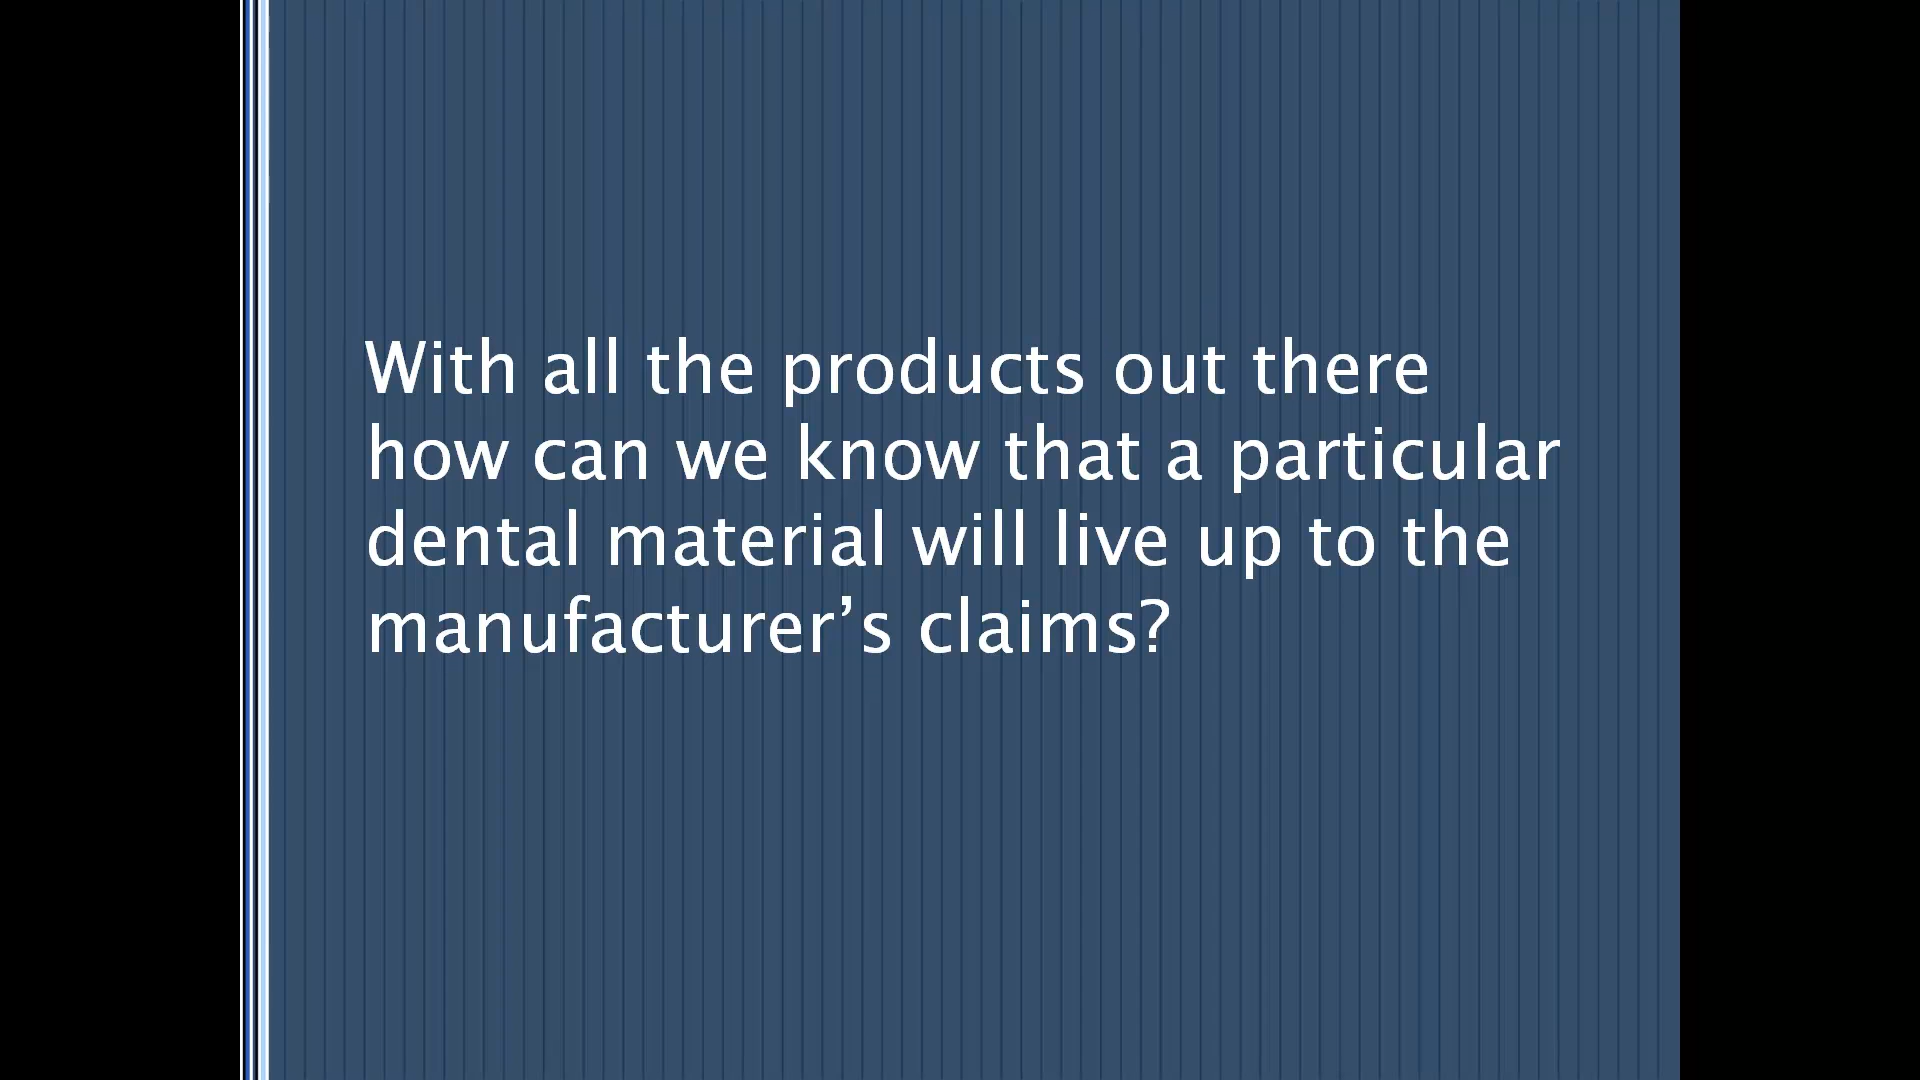 With all the products out there
how can we know that a particular
dental material will live up to the
manufacturer’s claims?